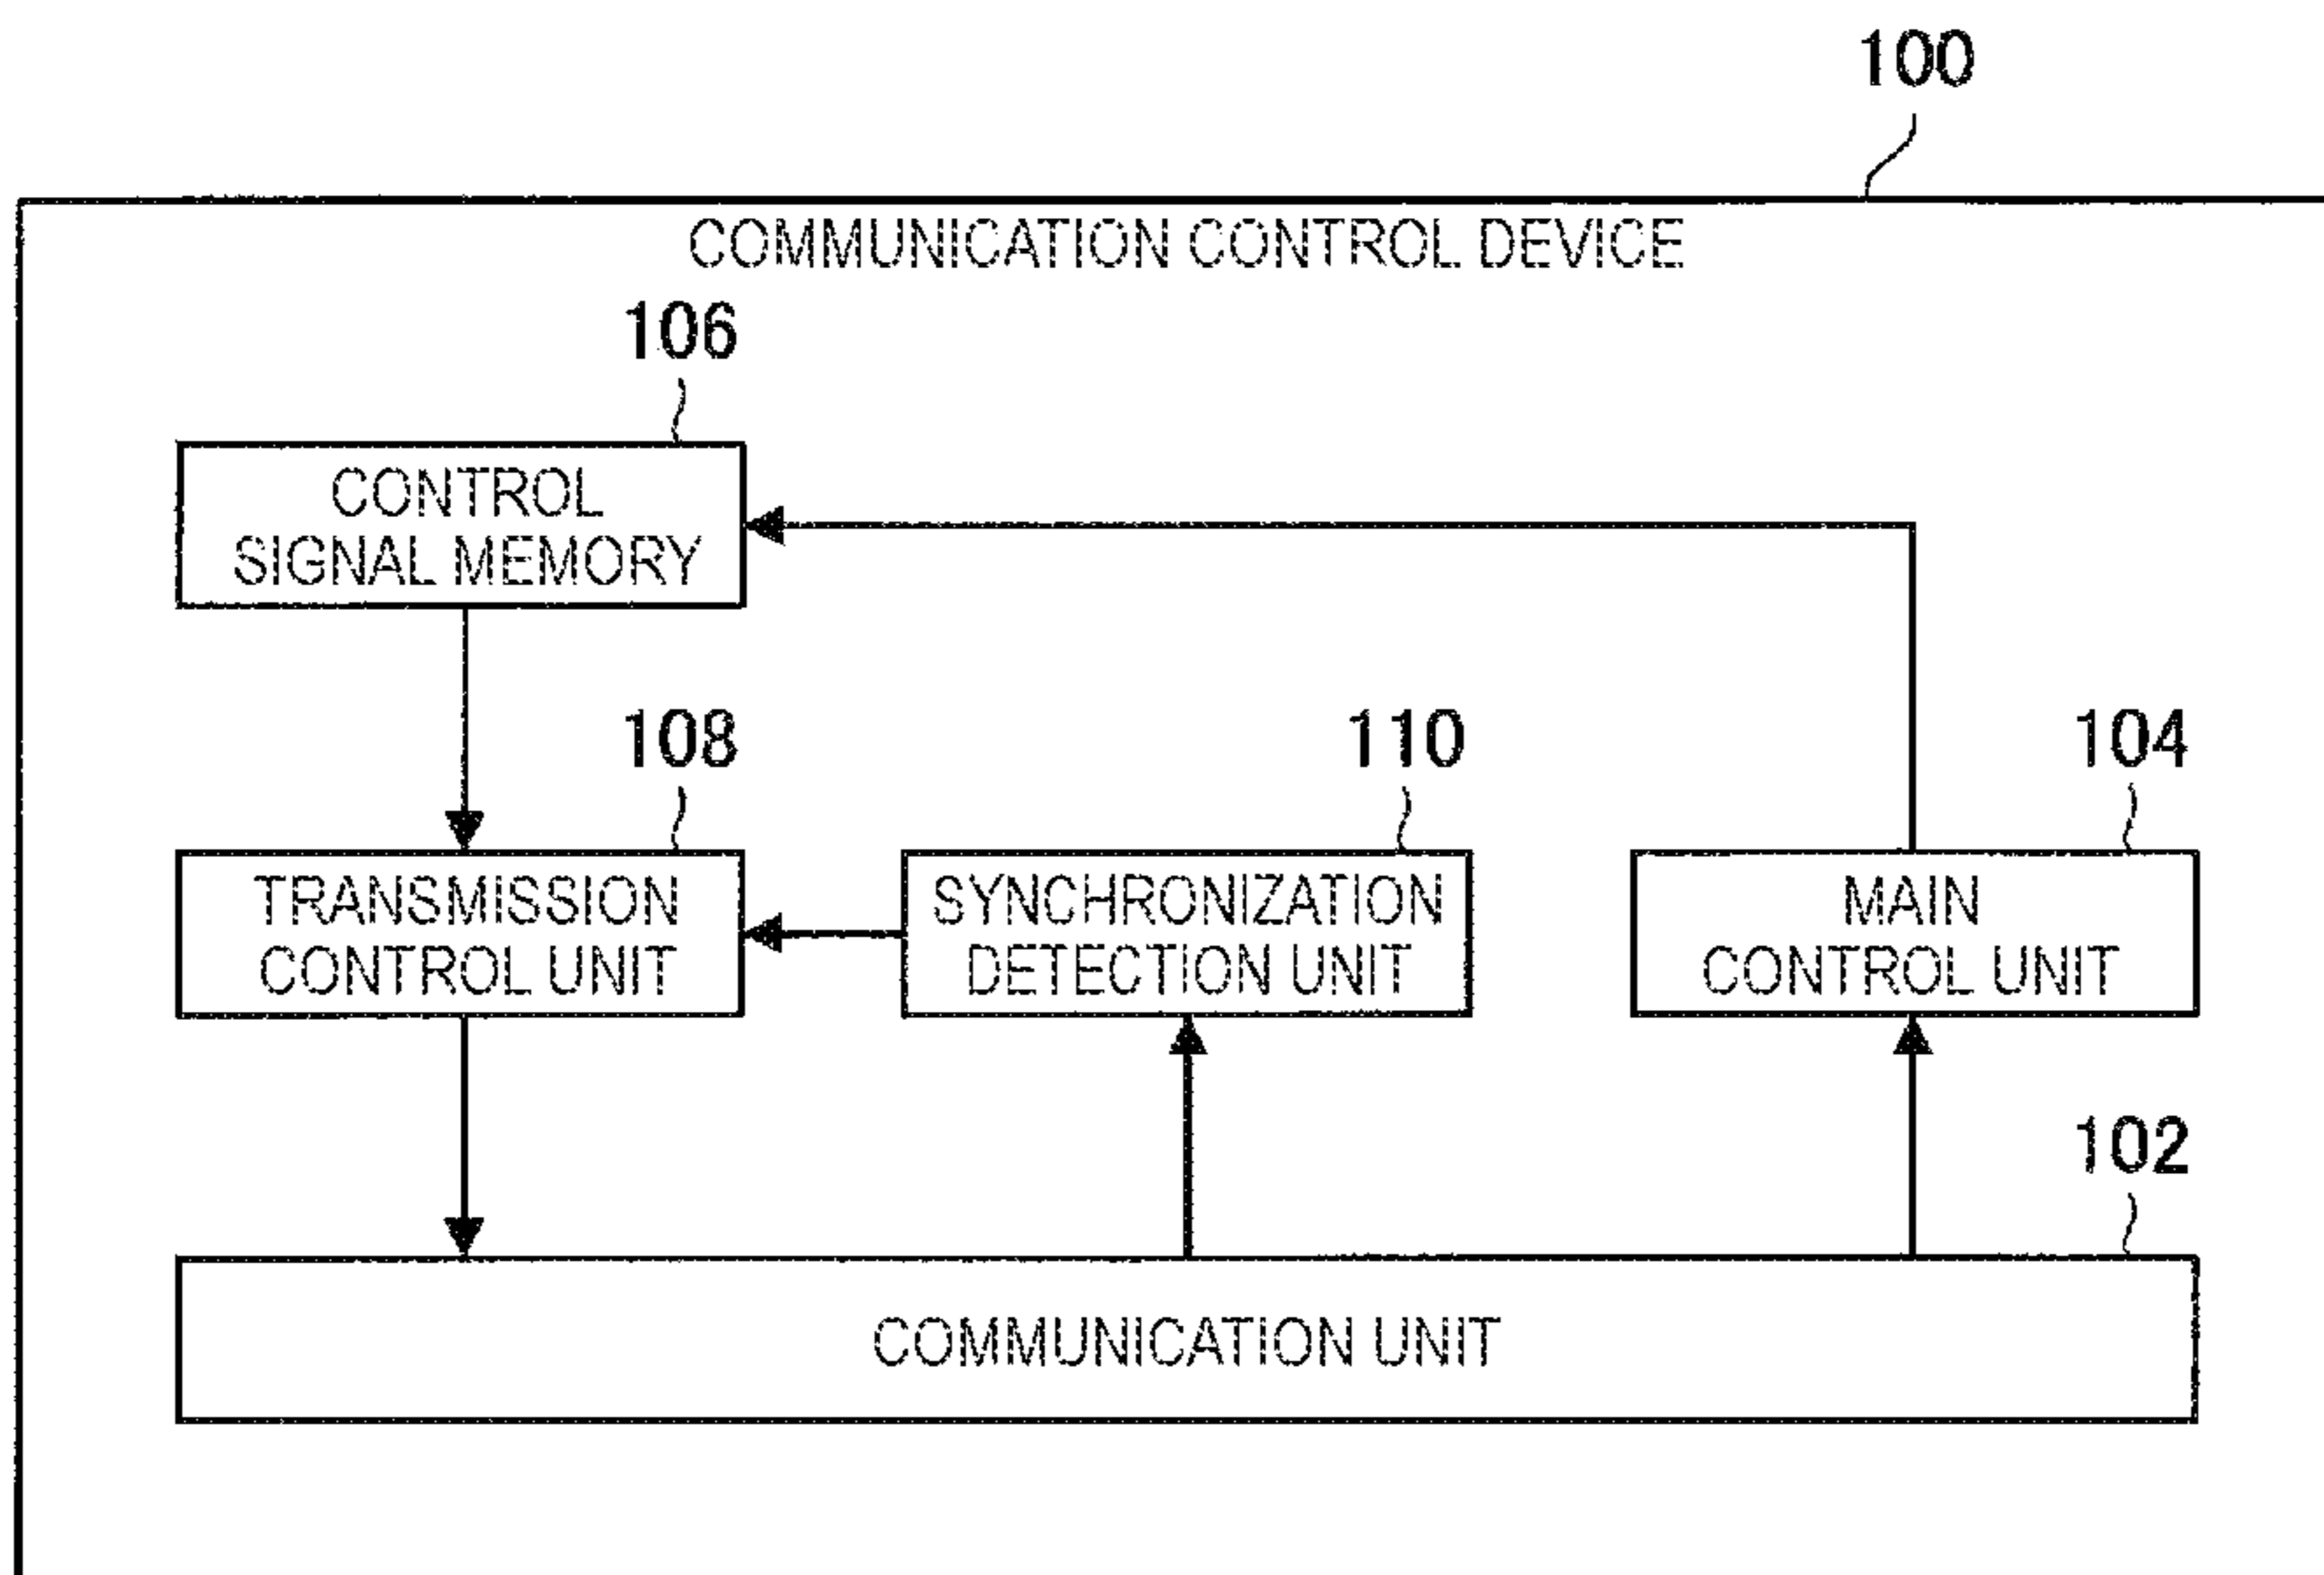 100
COMMUNICATION CONTROL DEVICE
106
CONTROL
SIGNAL MEMORY
108
TRANSMISSION
CONTROL UNIT
110
SYNCHRONIZATION
DETECTION UNIT
104
MAIN
CONTROL UNIT
102
COMMUNICATION UNIT